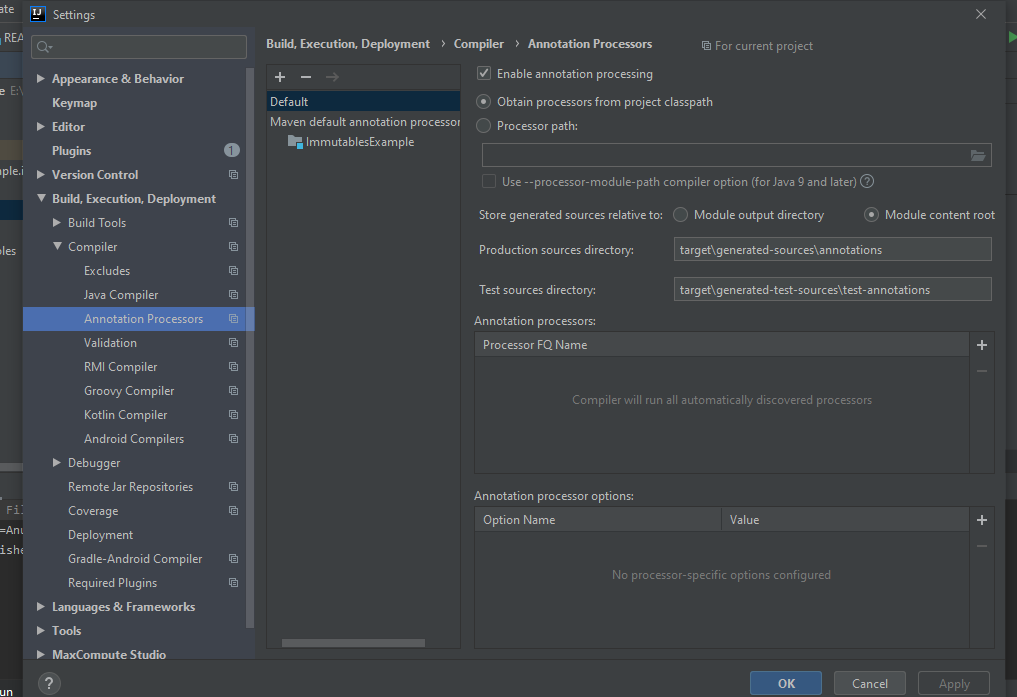 Settings
Build, Execution, Deployment › Compiler › Annotation Processors
For current project
Appearance & Behavior
Keymap
Editor
Plugins
1
Version Control
Build, Execution, Deployment
Build Tools
Compiler
Excludes
Java Compiler
Annotation Processors
Validation
RMI Compiler
Groovy Compiler
Kotlin Compiler
Android Compilers
Debugger
Remote Jar Repositories
Coverage
Deployment
Gradle-Android Compiler
Required Plugins
Languages & Frameworks
Tools
MaxCompute Studio
Default
Maven default annotation processor
ImmutablesExample
Enable annotation processing
Obtain processors from project classpath
Processor path:
Use --processor-module-path compiler option (for Java 9 and later) ?
Store generated sources relative to: Module output directory Module content root
Production sources directory: target\generated-sources\annotations
Test sources directory: target\generated-test-sources\test-annotations
Annotation processors:
Processor FQ Name
Compiler will run all automatically discovered processors
Annotation processor options:
Option Name Value
No processor-specific options configured
?
OK Cancel Apply